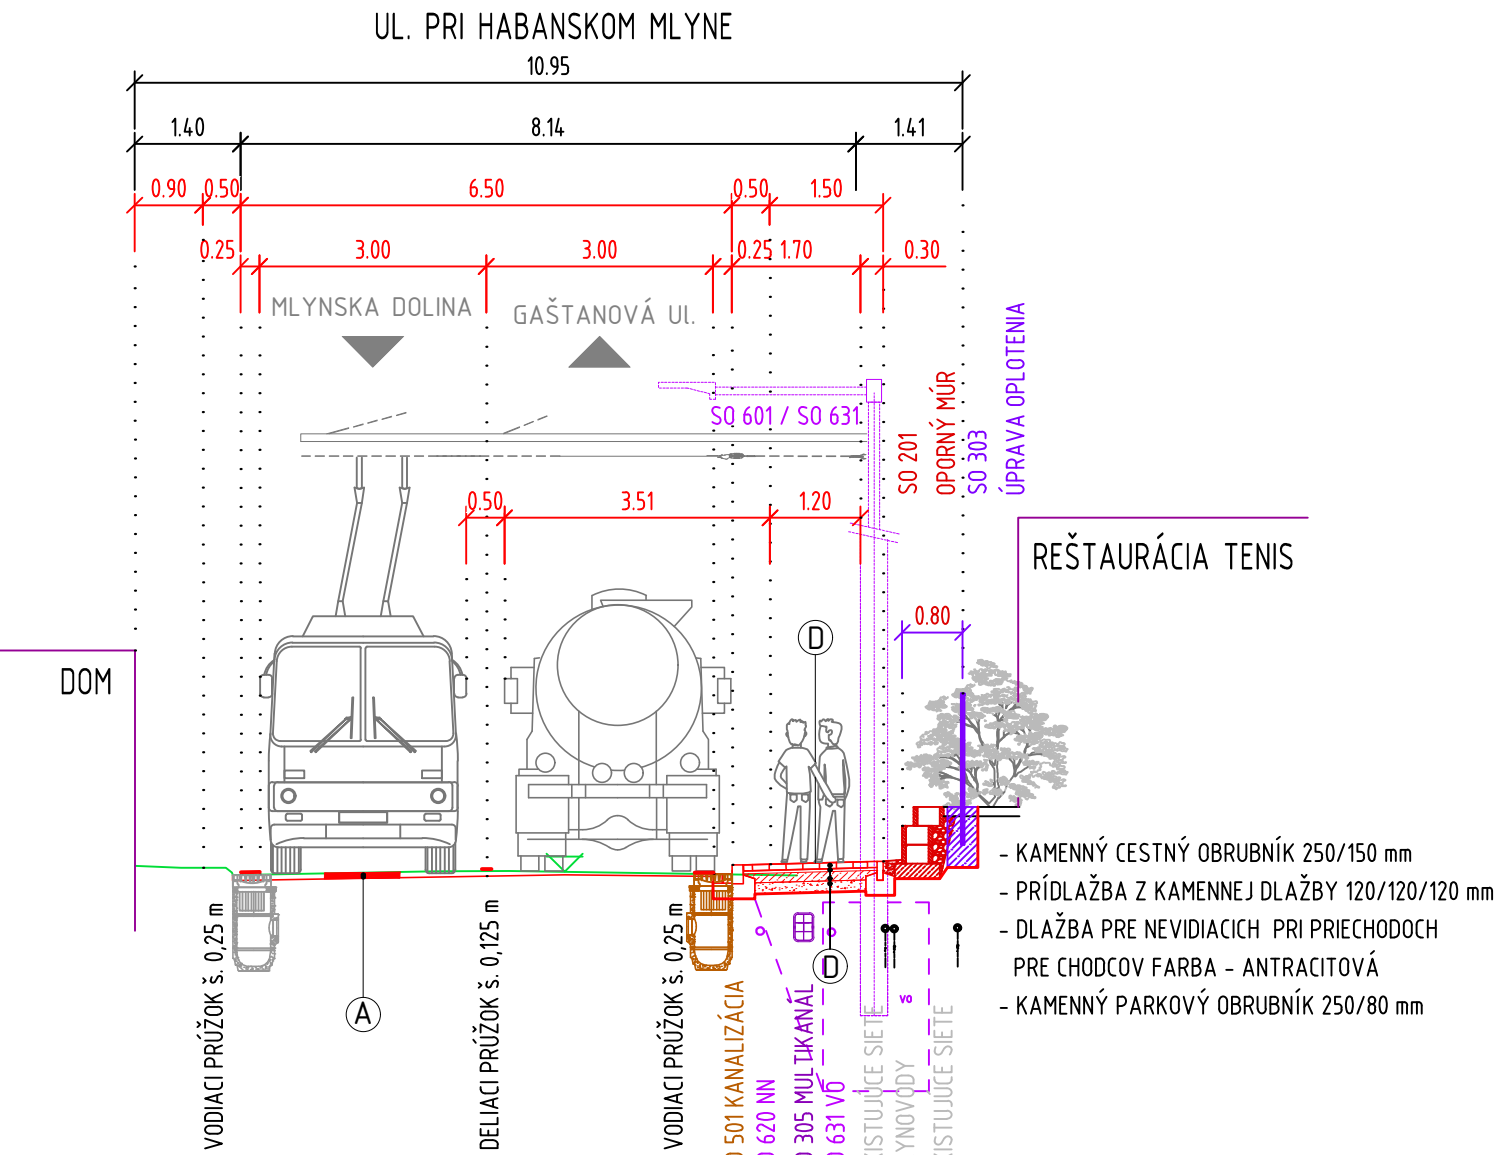 UL. PRI HABANSKOM MLYNE
10.95
1.40 8.14 1.41
0.90 0.50 6.50 0.50 1.50
0.25 3.00 3.00 0.25 1.70 0.30
MLYNSKA DOLINA
GAŠTANOVÁ Ul.
SO 601 / SO 631
SO 201
OPORNÝ MÚR
SO 303
ÚPRAVA OPLOTENIA
0.50 3.51 1.20
REŠTAURÁCIA TENIS
0.80
D
DOM
- KAMENNÝ CESTNÝ OBRUBNÍK 250/150 mm
- PRÍDLAŽBA Z KAMENNEJ DLAŽBY 120/120/120 mm
- DLAŽBA PRE NEVIDIACICH PRI PRIECHODOCH
PRE CHODCOV FARBA - ANTRACITOVÁ
- KAMENNÝ PARKOVÝ OBRUBNÍK 250/80 mm
D
A
VO
VODIACI PRÚŽOK š. 0,25 m
DELIACI PRÚŽOK š. 0,125 m
VODIACI PRÚŽOK š. 0,25 m
501 KANALIZÁCIA
620 NN
305 MULTIKANÁL
631 VO
SIETE
SIETE